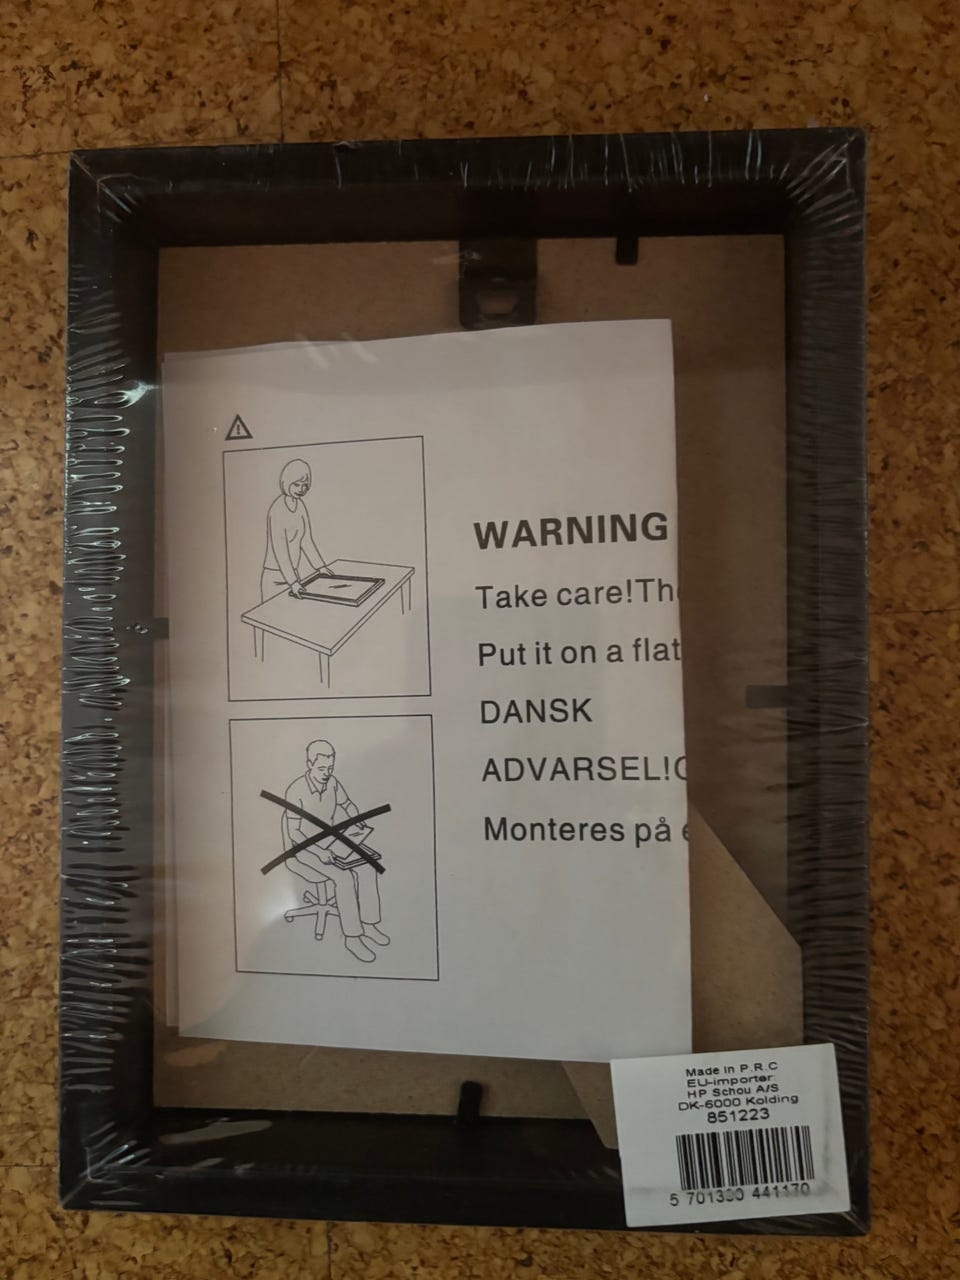 WARNING
Take care!Th
Put it on a flat
DANSK
ADVARSEL!
Monteres på
Made in P.R.C
EU-importer:
HP Schou A/S
DK-6000 Kolding
851223
5 701330 441170